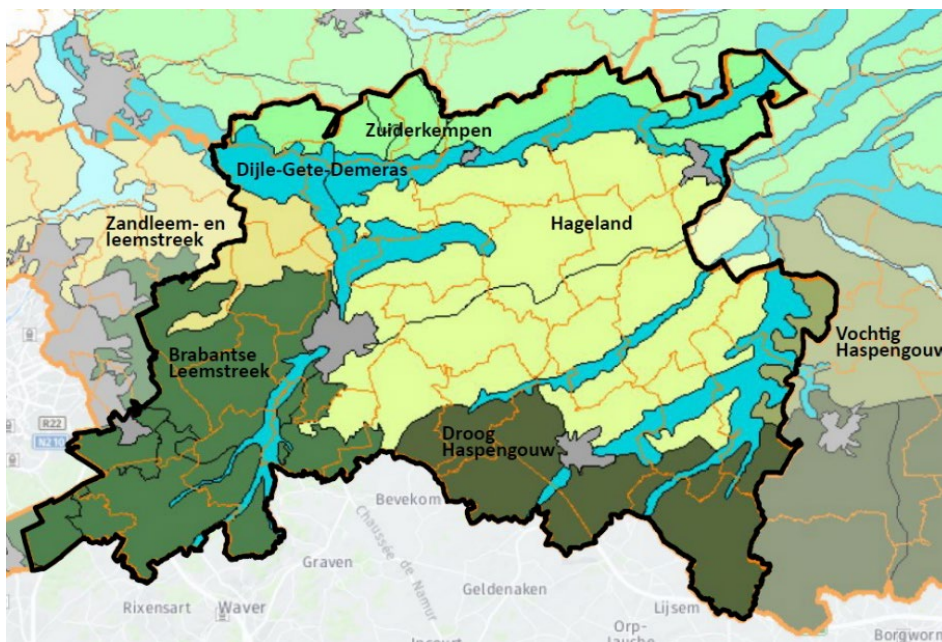 Zuiderkempen
Dijle-Gete-Demeras
Zandleem- en
leemstreek
Hageland
Vochtig
Haspengouw
Brabantse
Leemstreek
R22
N210
Droog
Haspengouw
Bevekom
Chaussée de Namur
Graven
Geldenaken
Rixensart
Waver
Lijsem
Orp-
Borgworm